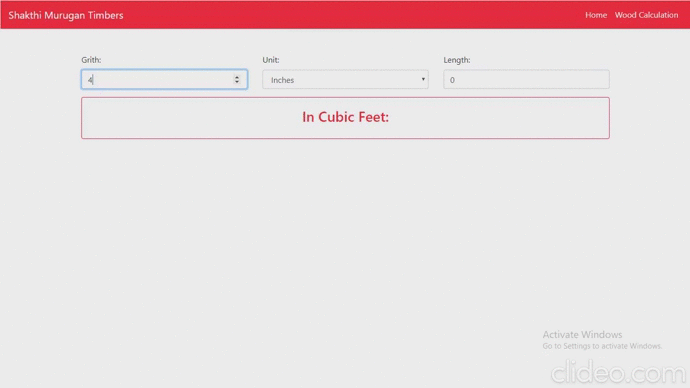 Shakthi Murugan Timbers
Home Wood Calculation
Grith: Unit: Length:
4 Inches 0
In Cubic Feet:
Activate Windows
Go to Settings to activate Windows.
clideo.com